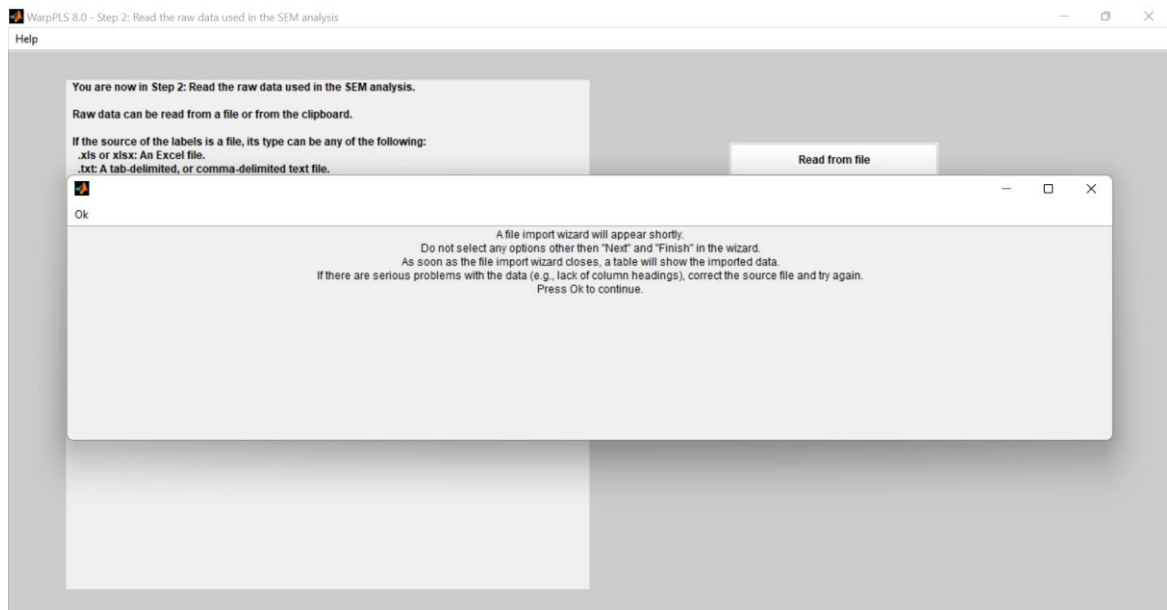 WarpPLS 8.0 - Step 2: Read the raw data used in the SEM analysis
Help
You are now in Step 2: Read the raw data used in the SEM analysis.
Raw data can be read from a file or from the clipboard.
If the source of the labels is a file, its type can be any of the following:
.xls or xlsx: An Excel file.
.txt: A tab-delimited, or comma-delimited text file.
Read from file
Ok
A file import wizard will appear shortly.
Do not select any options other then "Next" and "Finish" in the wizard.
As soon as the file import wizard closes, a table will show the imported data.
If there are serious problems with the data (e.g., lack of column headings), correct the source file and try again.
Press Ok to continue.